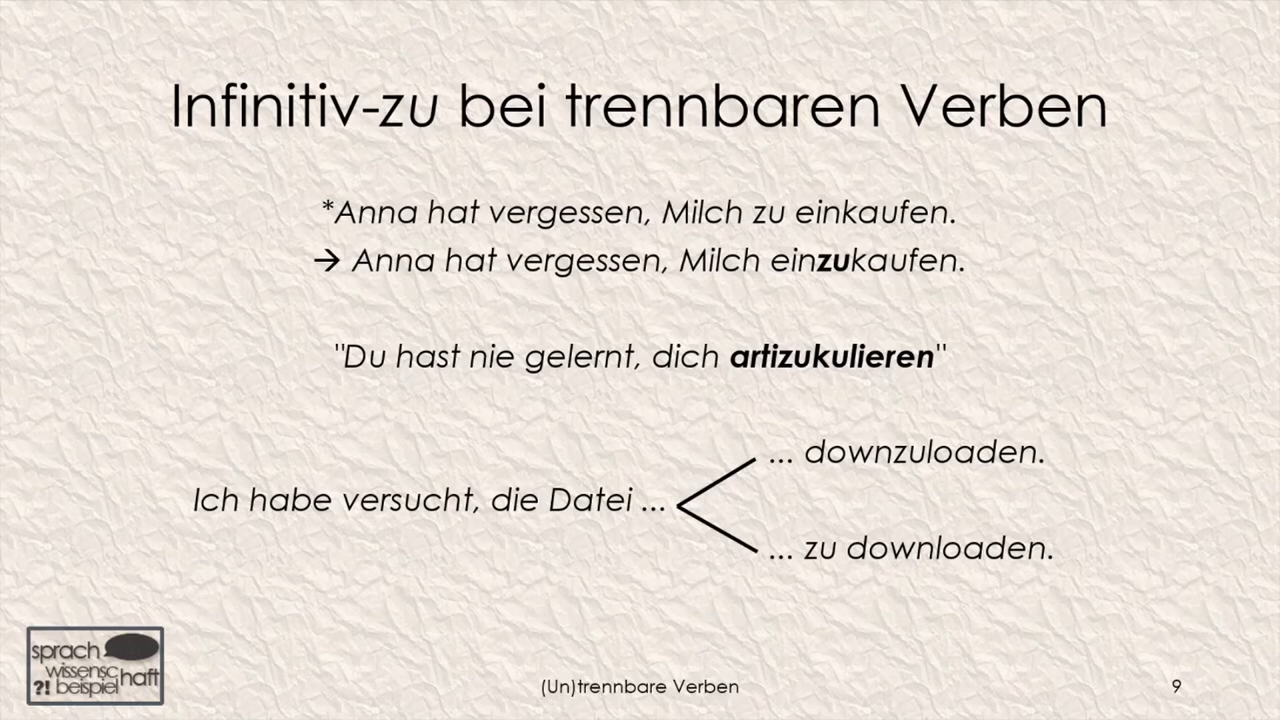 Infinitiv-zu bei trennbaren Verben
*Anna hat vergessen, Milch zu einkaufen.
→ Anna hat vergessen, Milch einzukaufen.
"Du hast nie gelernt, dich artizukulieren"
... downzuloaden.
Ich habe versucht, die Datei ...
... zu downloaden.
sprach
wissensc
haft
?! beispiel
(Un)trennbare Verben
9